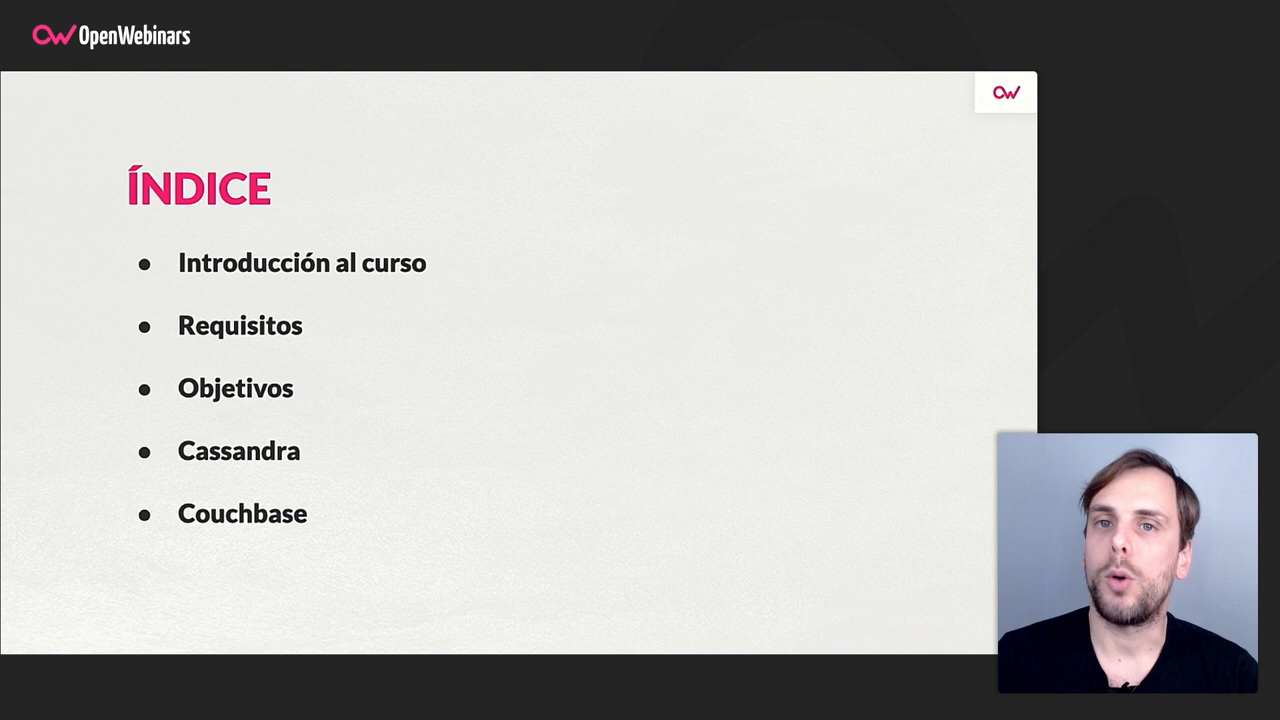 OpenWebinars
ÍNDICE
● Introducción al curso
● Requisitos
● Objetivos
● Cassandra
● Couchbase